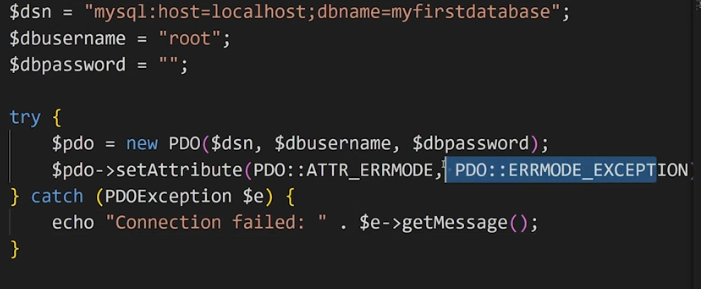 $dsn = "mysql:host=localhost;dbname=myfirstdatabase";
$dbusername = "root";
$dbpassword = "";
try {
$pdo = new PDO($dsn, $dbusername, $dbpassword);
$pdo->setAttribute(PDO::ATTR_ERRMODE, PDO::ERRMODE_EXCEPTION)
} catch (PDOException $e) {
echo "Connection failed: " . $e->getMessage();
}